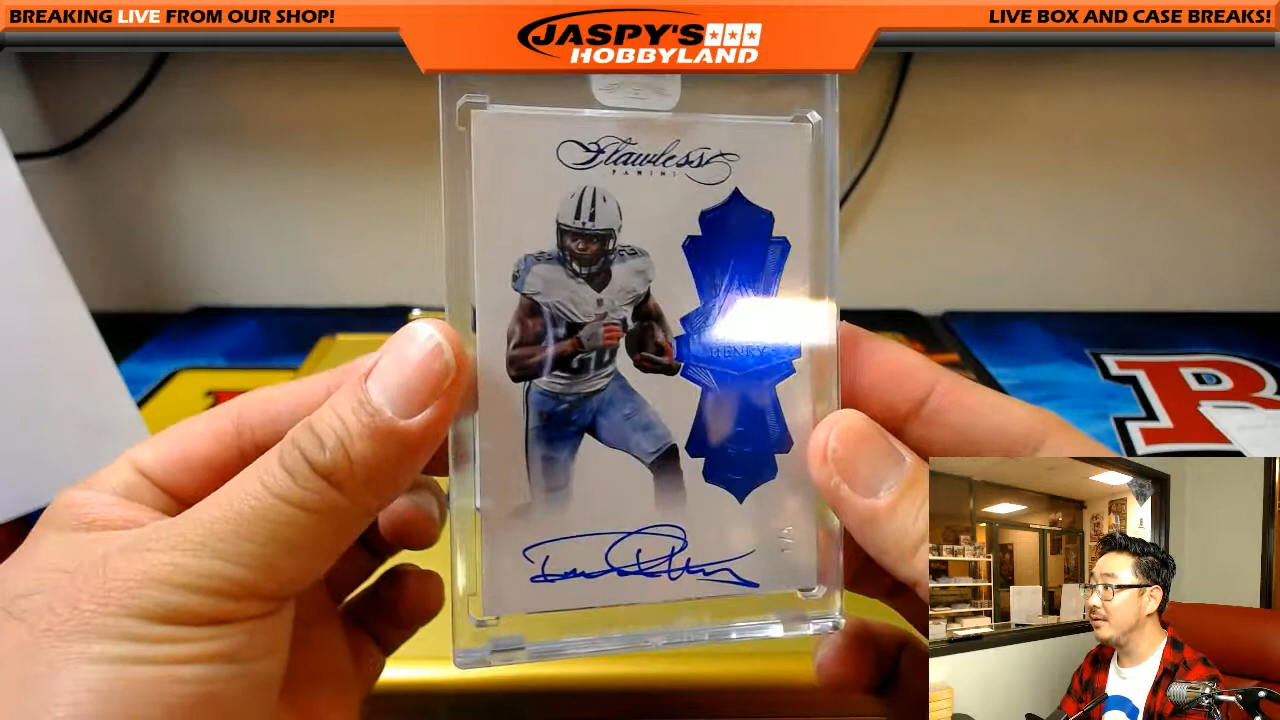 BREAKING LIVE FROM OUR SHOP!
JASPY'S
HOBBYLAND
LIVE BOX AND CASE BREAKS!
Flawless
PANINI
HENRY
R